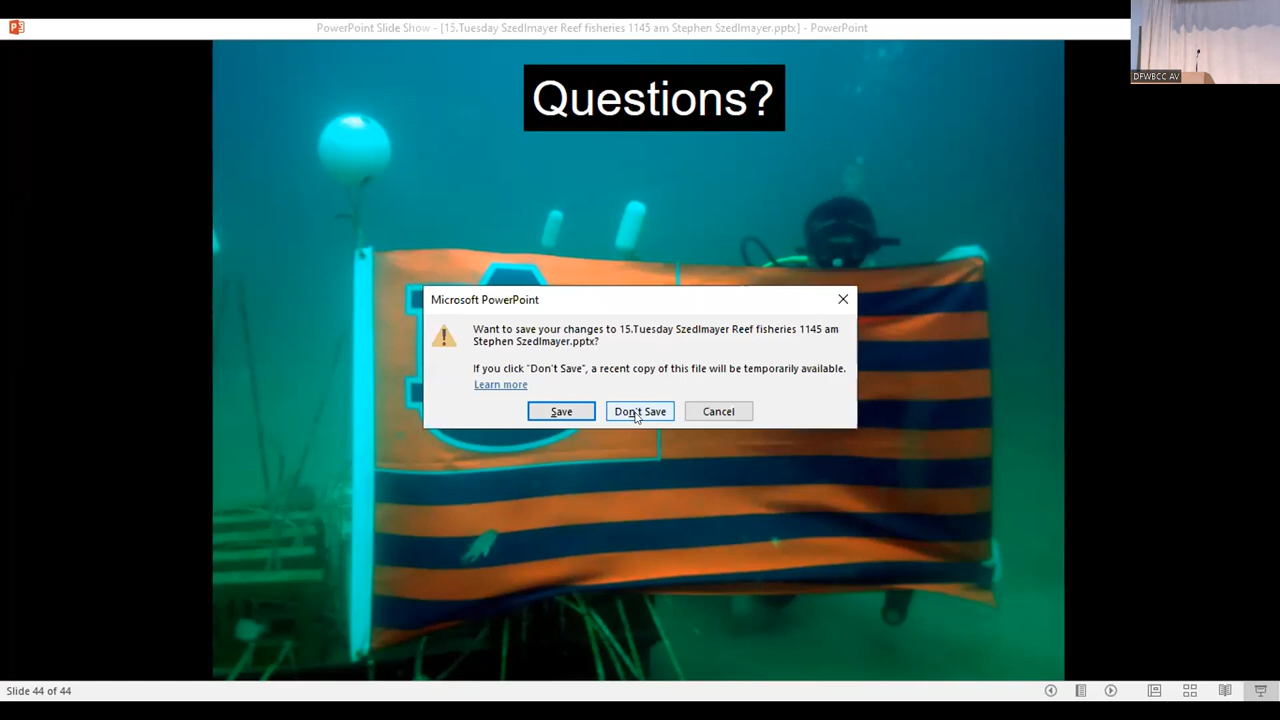 PowerPoint Slide Show - [15.Tuesday Szedlmayer Reef fisheries 1145 am Stephen Szedlmayer.pptx] - PowerPoint
DFWBCC AV
Questions?
Microsoft PowerPoint
Want to save your changes to 15.Tuesday Szedlmayer Reef fisheries 1145 am
Stephen Szedlmayer.pptx?
If you click "Don't Save", a recent copy of this file will be temporarily available.
Learn more
Save
Don't Save
Cancel
Slide 44 of 44